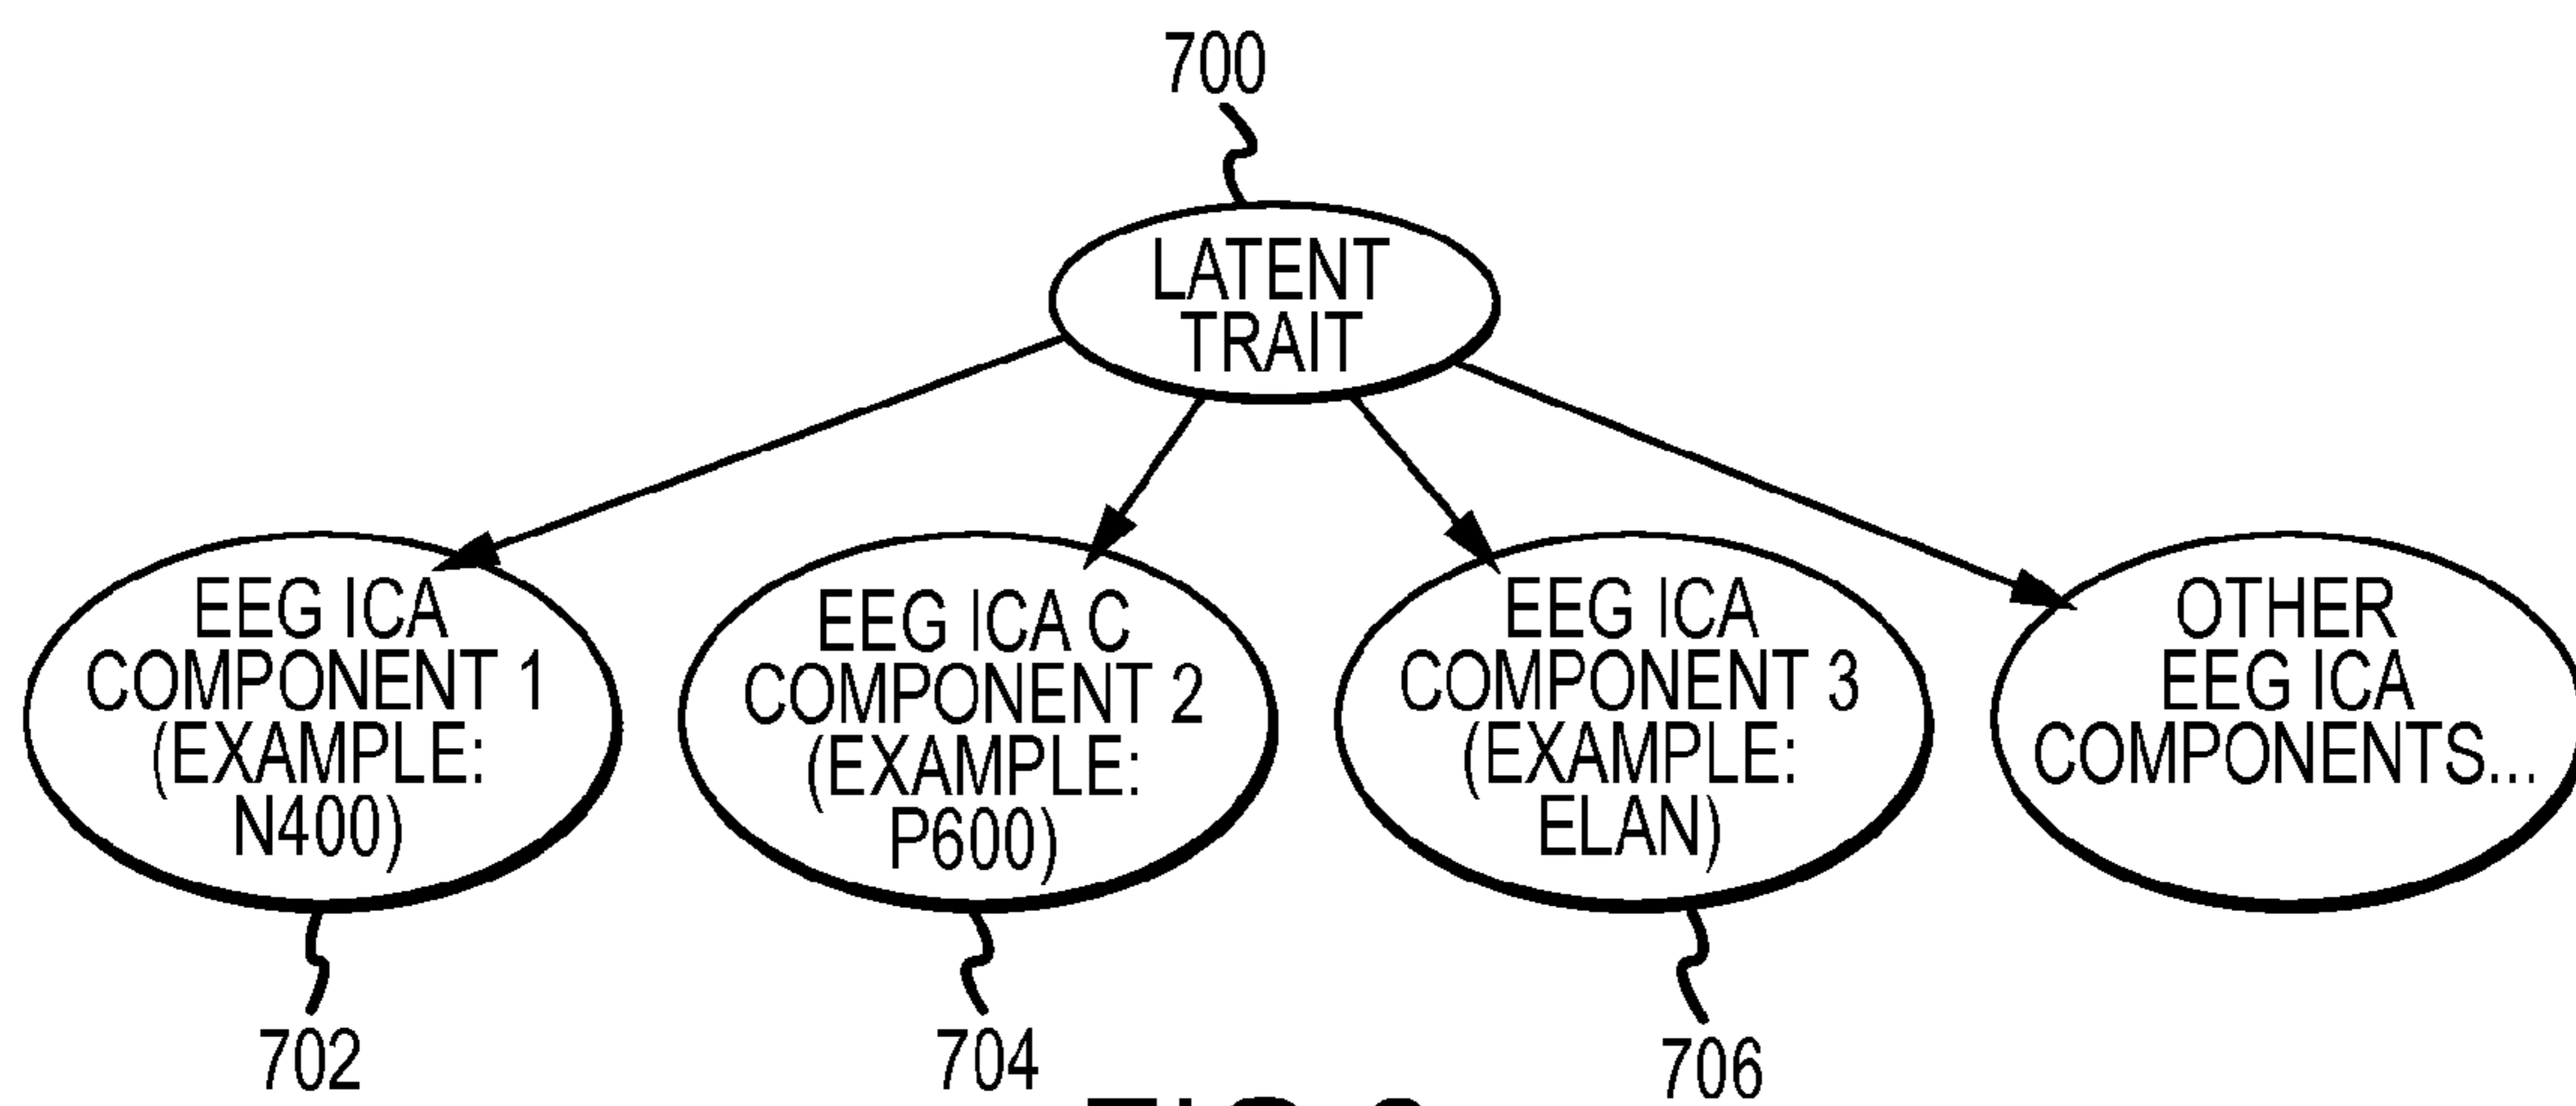 700
LATENT
TRAIT
EEG ICA
COMPONENT 1
(EXAMPLE:
N400)
EEG ICA C
COMPONENT 2
(EXAMPLE:
P600)
EEG ICA
COMPONENT 3
(EXAMPLE:
ELAN)
OTHER
EEG ICA
COMPONENTS...
702
704
706